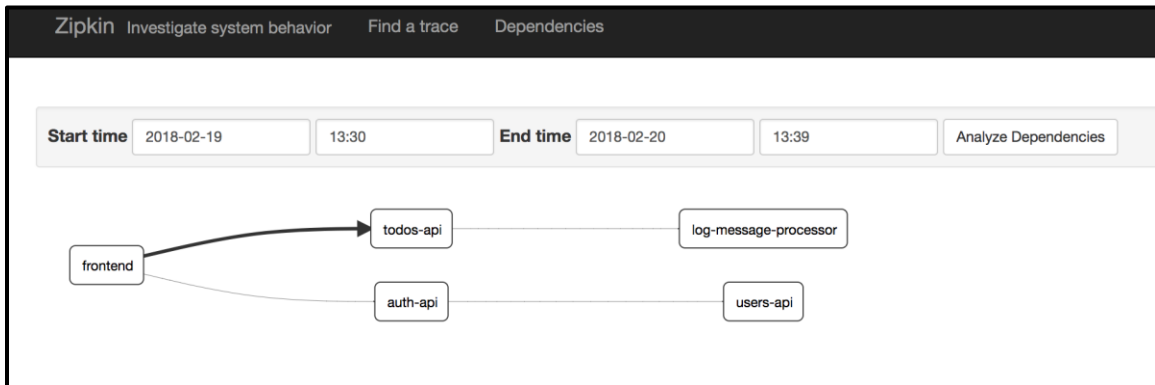 Zipkin Investigate system behavior Find a trace Dependencies
Start time 2018-02-19 13:30 End time 2018-02-20 13:39 Analyze Dependencies
todos-api log-message-processor
frontend
auth-api users-api